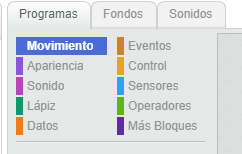 Programas Fondos Sonidos
Movimiento Eventos
Apariencia Control
Sonido Sensores
Lápiz Operadores
Datos Más Bloques